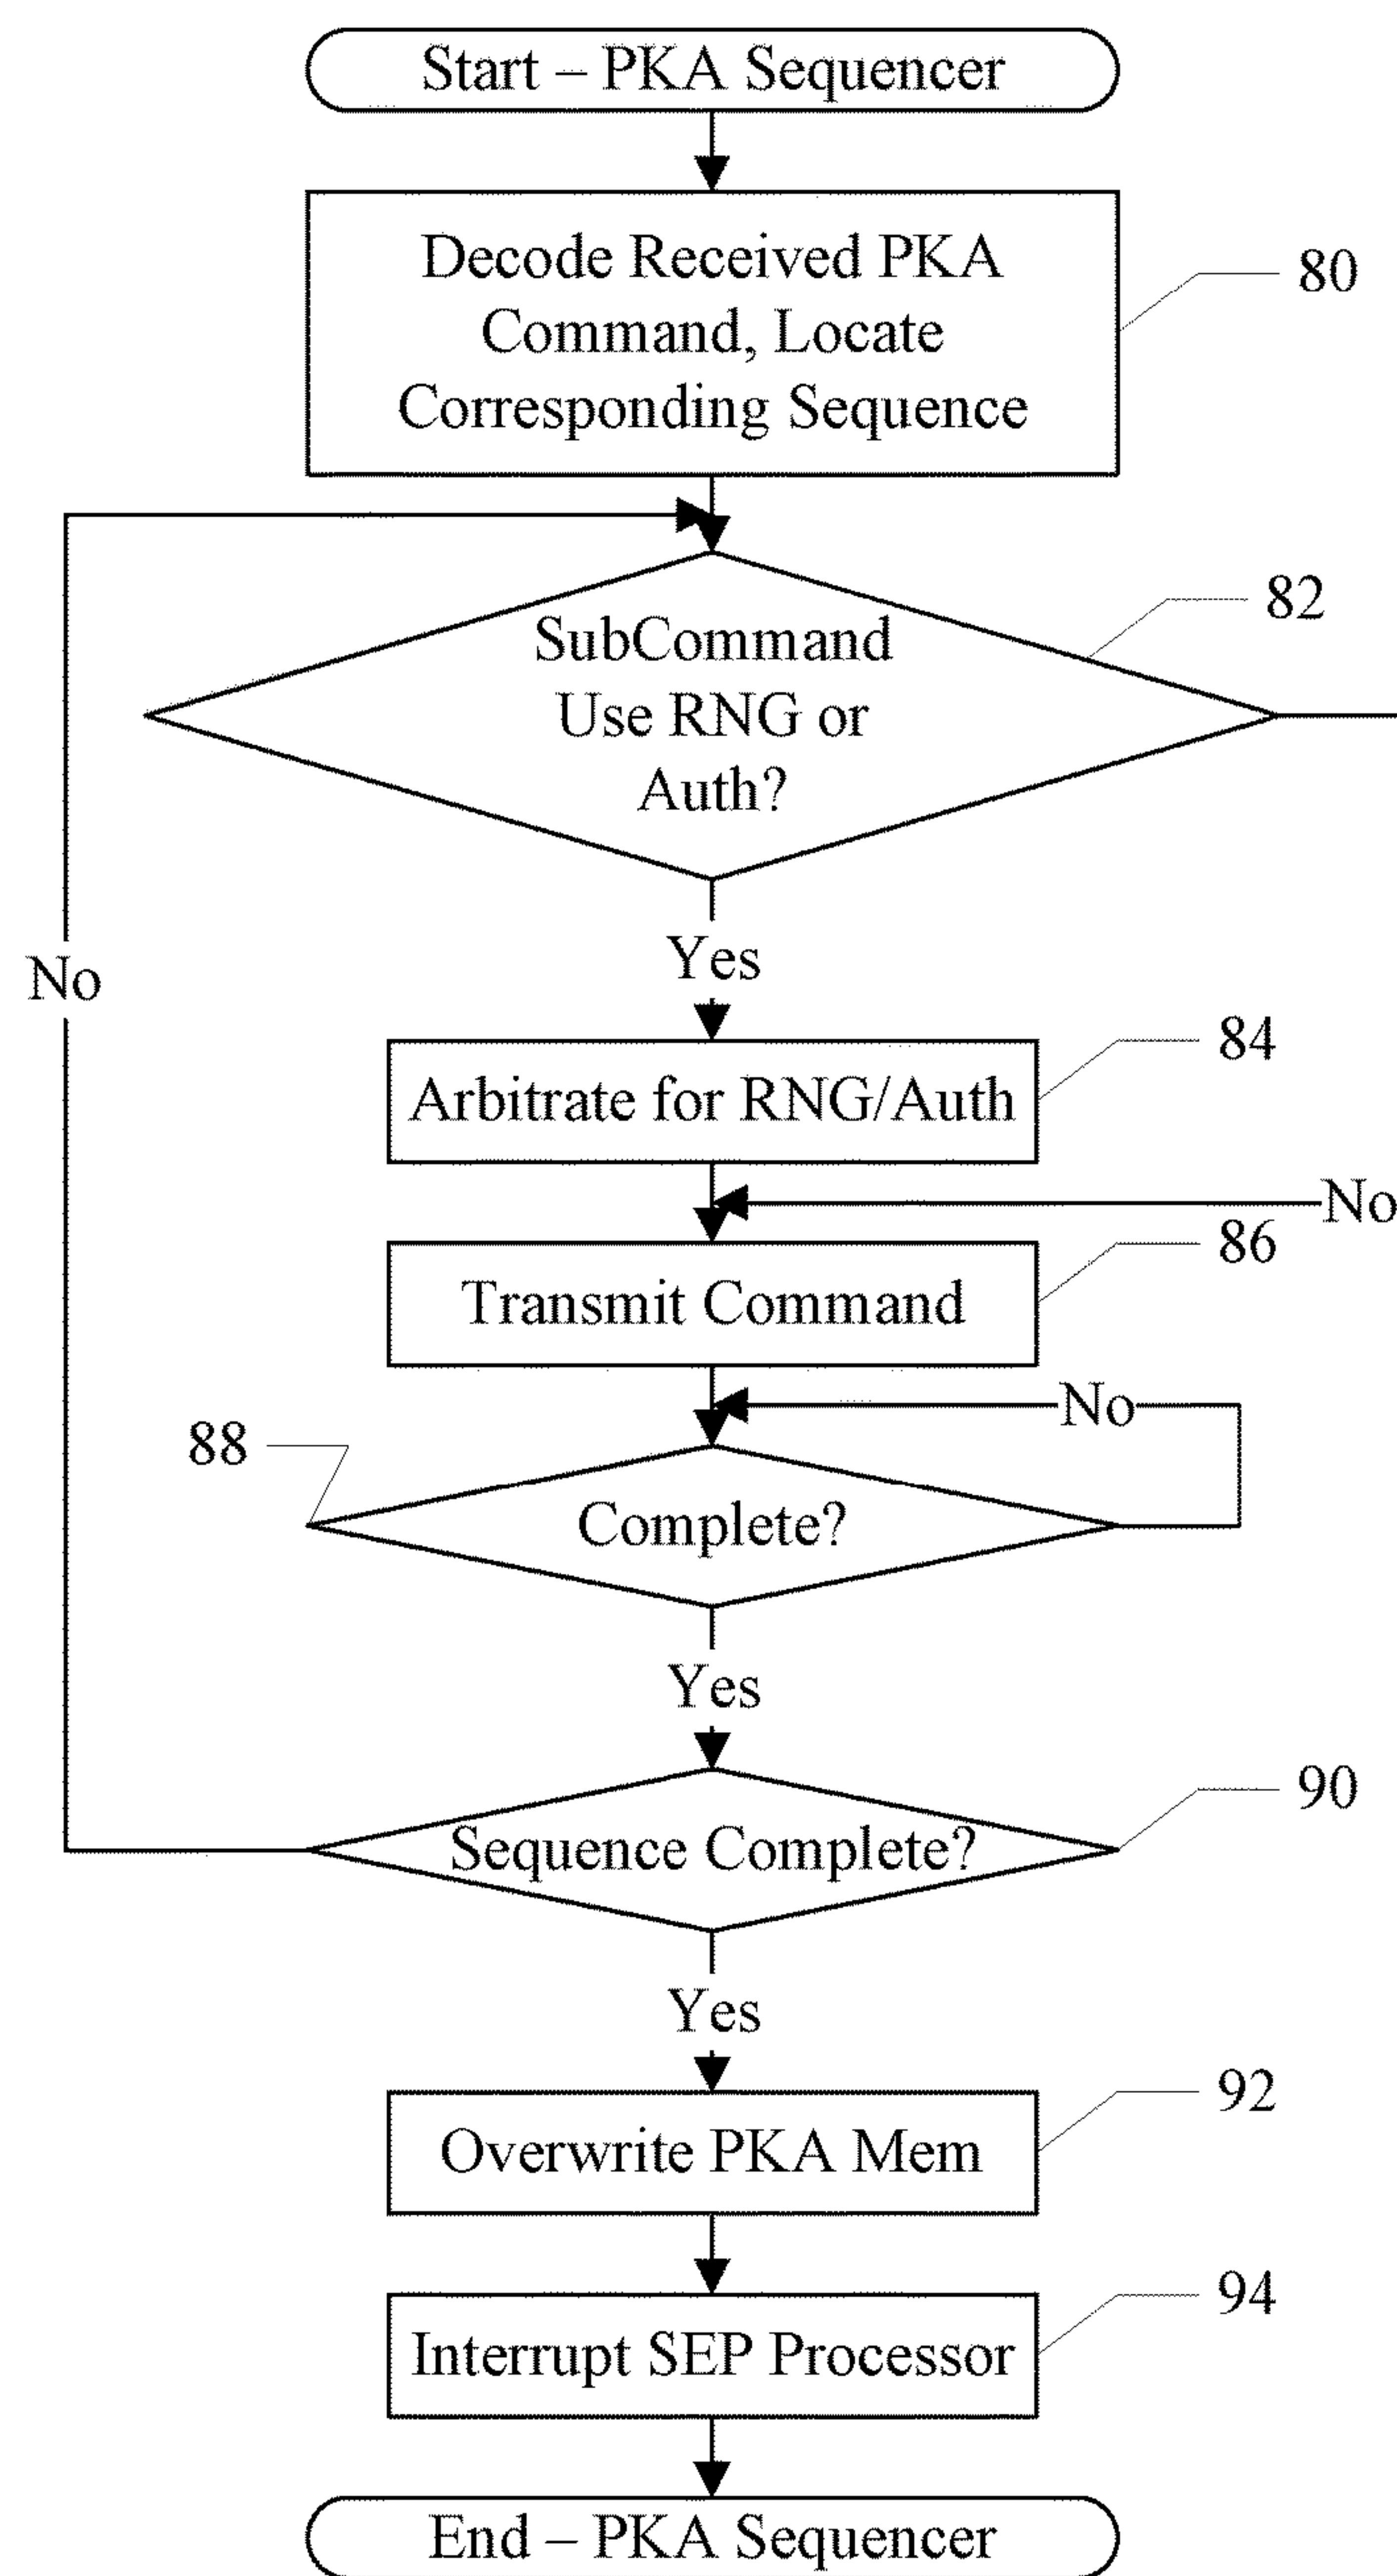 Start – PKA Sequencer
Decode Received PKA
Command, Locate
Corresponding Sequence
80
SubCommand
Use RNG or
Auth?
82
Yes
No
Arbitrate for RNG/Auth
84
No
Transmit Command
86
No
88
Complete?
Yes
Sequence Complete?
90
Yes
Overwrite PKA Mem
92
Interrupt SEP Processor
94
End – PKA Sequencer